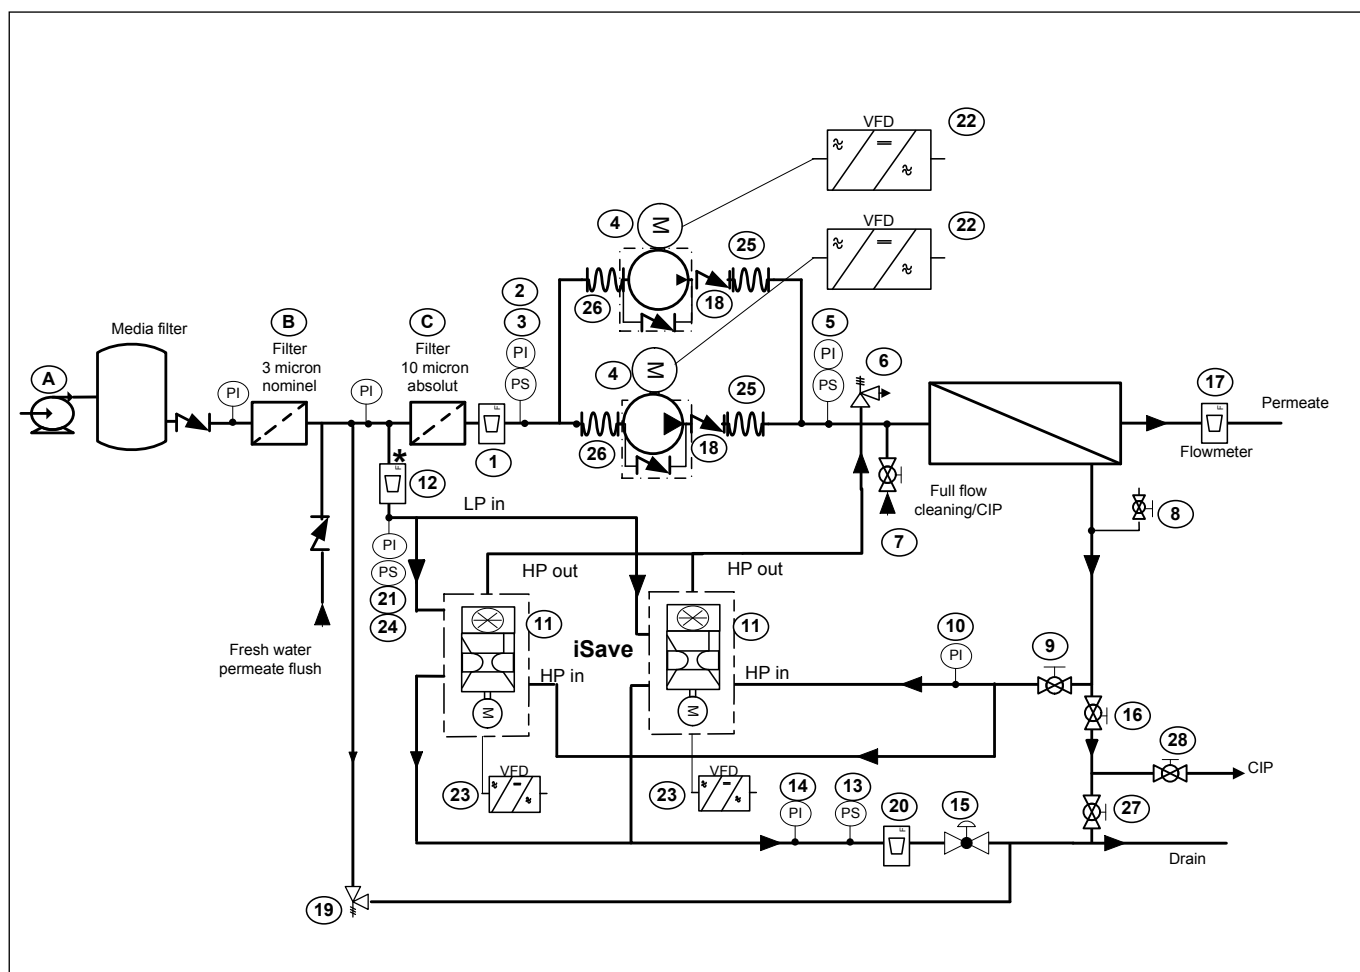 VFD
22
4
M
VFD
22
25
2
26
18
B
C
3
5
Media filter
Filter
3 micron
nominel
Filter
10 micron
absolut
PI
PI
6
A
PI
PI
PS
4
M
25
PS
17
F
F
Permeate
1
26
18
Flowmeter
*
F
12
LP in
Full flow
cleaning/CIP
8
PI
7
HP out
HP out
PS
21
24
11
iSave
11
10
9
Fresh water
permeate flush
HP in
HP in
PI
M
M
16
28
VFD
VFD
CIP
23
23
14
13
20
15
27
PI
PS
F
Drain
19